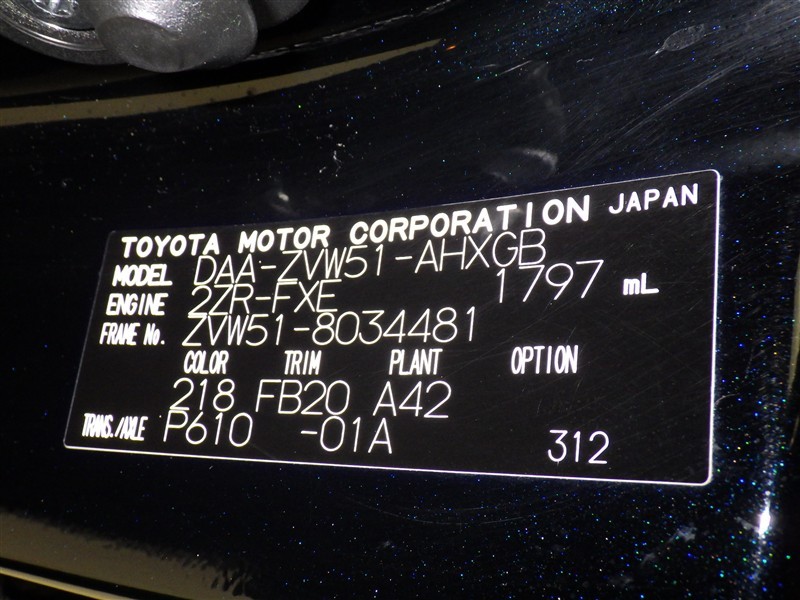 TOYOTA MOTOR CORPORATION JAPAN
MODEL DAA-ZVW51-AHXGB
ENGINE 2ZR-FXE 1797 mL
FRAME No. ZVW51-8034481
COLOR TRIM PLANT OPTION
218 FB20 A42
TRANS./AXLE P610 -01A 312